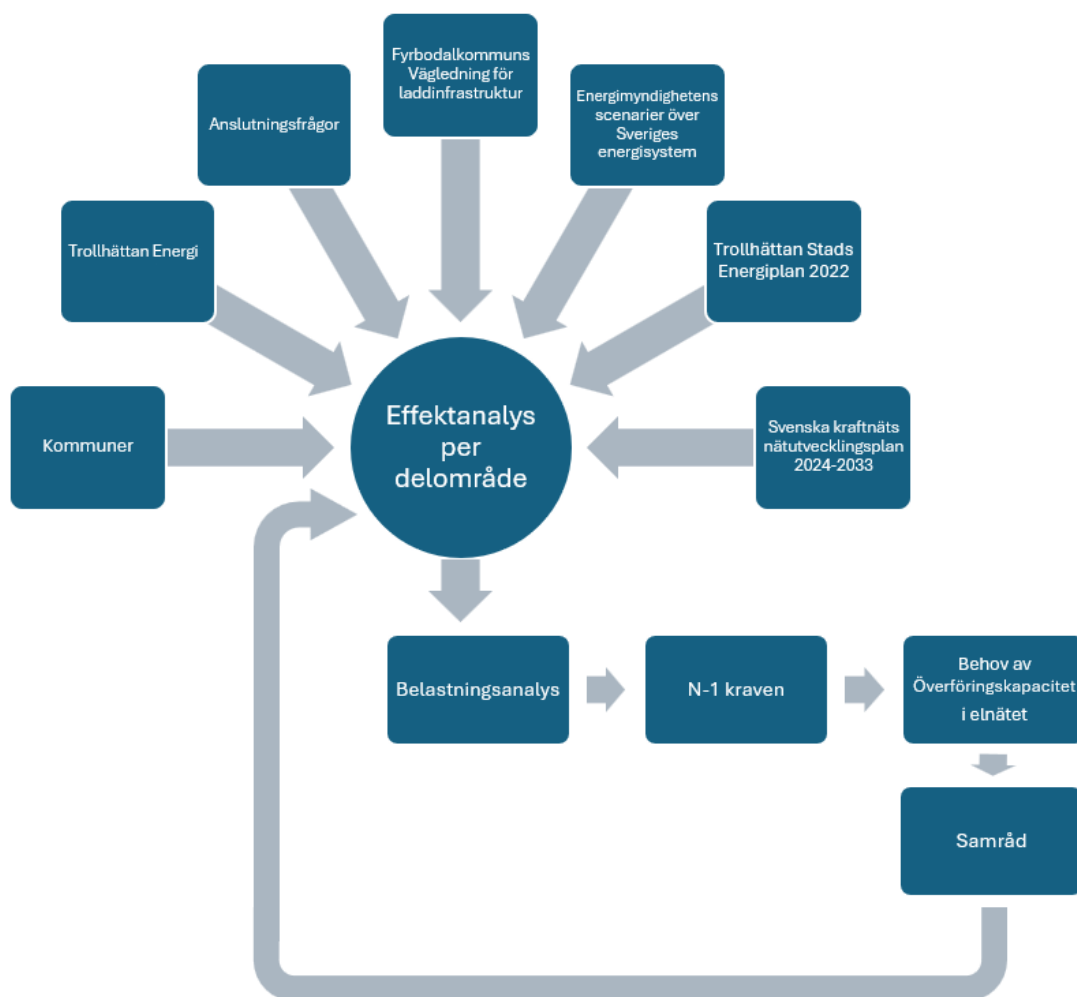 Fyrbodalkommuns
Vägledning för
laddinfrastruktur
Anslutningsfrågor
Energimyndighetens
scenarier över
Sveriges
energisystem
Trollhättan Energi
Trollhättan Stads
Energiplan 2022
Kommuner
Effektanalys
per
delområde
Svenska kraftnäts
nätutvecklingsplan
2024-2033
Belastningsanalys
N-1 kraven
Behov av
Överföringskapacitet
i elnätet
Samråd